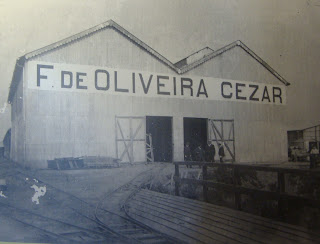 F. DE OLIVEIRA CEZAR